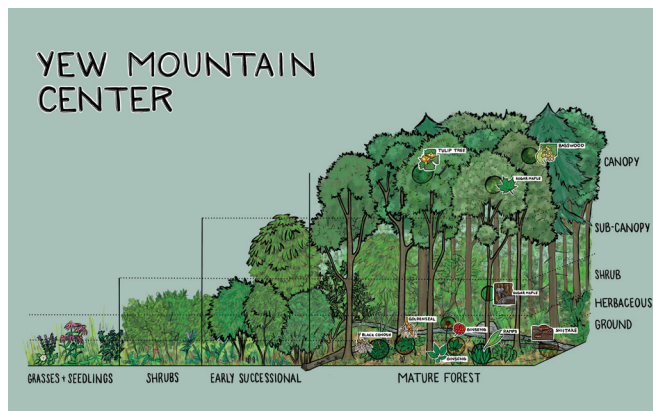 YEW MOUNTAIN
CENTER
TULIP TREE
BASSWOOD
SUGAR MAPLE
CANOPY
SUB-CANOPY
SHRUB
SUGAR MAPLE
HERBACEOUS
GOLDENSEAL
GROUND
BLACK COHOSH
GINSENG
RAMPS
SHIITAKE
GINSENG
GRASSES + SEEDLINGS
SHRUBS
EARLY SUCCESSIONAL
MATURE FOREST